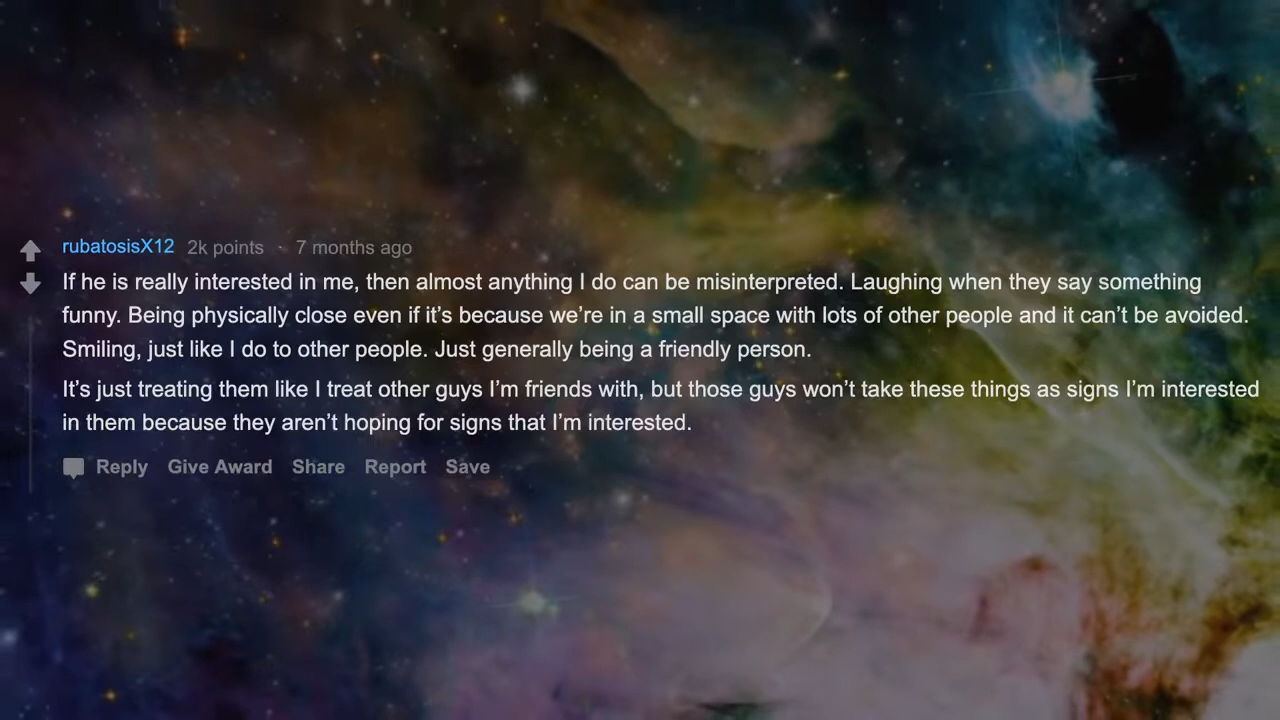 rubatosisX12 2k points · 7 months ago
If he is really interested in me, then almost anything I do can be misinterpreted. Laughing when they say something
funny. Being physically close even if it’s because we’re in a small space with lots of other people and it can’t be avoided.
Smiling, just like I do to other people. Just generally being a friendly person.
It’s just treating them like I treat other guys I’m friends with, but those guys won’t take these things as signs I’m interested
in them because they aren’t hoping for signs that I’m interested.
Reply Give Award Share Report Save